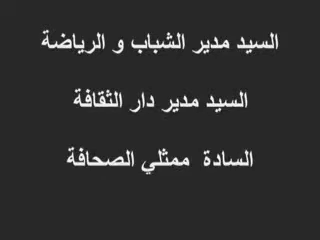 السيد مدير الشباب و الرياضة
السيد مدير دار الثقافة
السادة ممثلي الصحافة